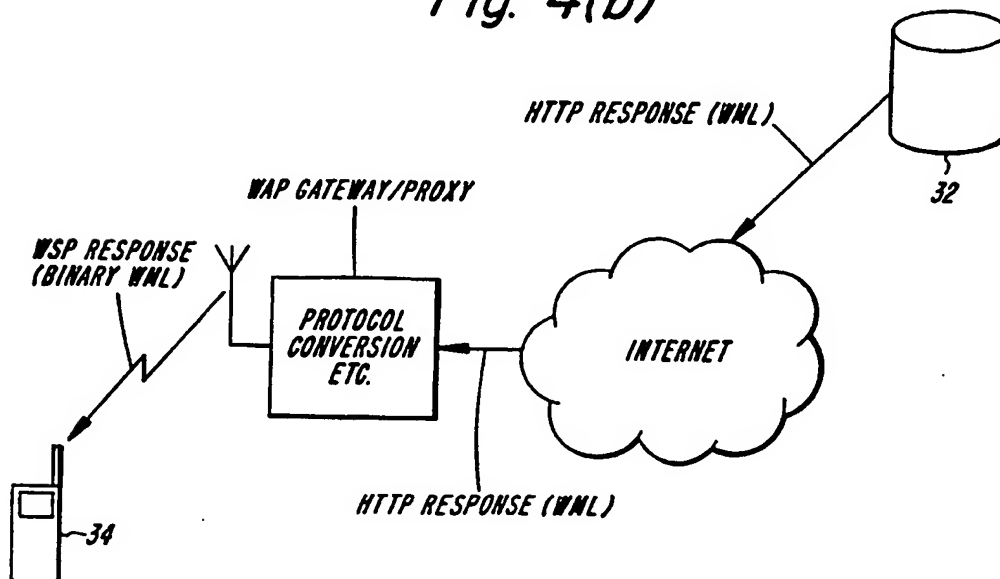 Fig. 4(b)
HTTP RESPONSE (WML)
32
WAP GATEWAY/PROXY
WSP RESPONSE
(BINARY WML)
PROTOCOL
CONVERSION
ETC.
INTERNET
HTTP RESPONSE (WML)
34